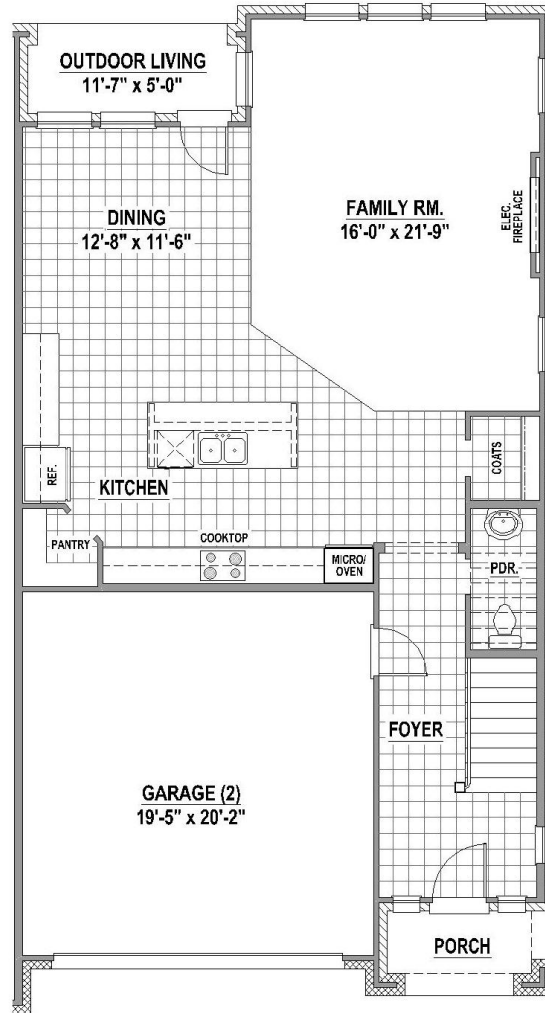 OUTDOOR LIVING
11'-7" x 5'-0"
DINING
12'-8" x 11'-6"
FAMILY RM.
16'-0" x 21'-9"
ELEC.
FIREPLACE
REF.
KITCHEN
COATS
PANTRY
COOKTOP
MICRO/
OVEN
PDR.
FOYER
GARAGE (2)
19'-5" x 20'-2"
PORCH